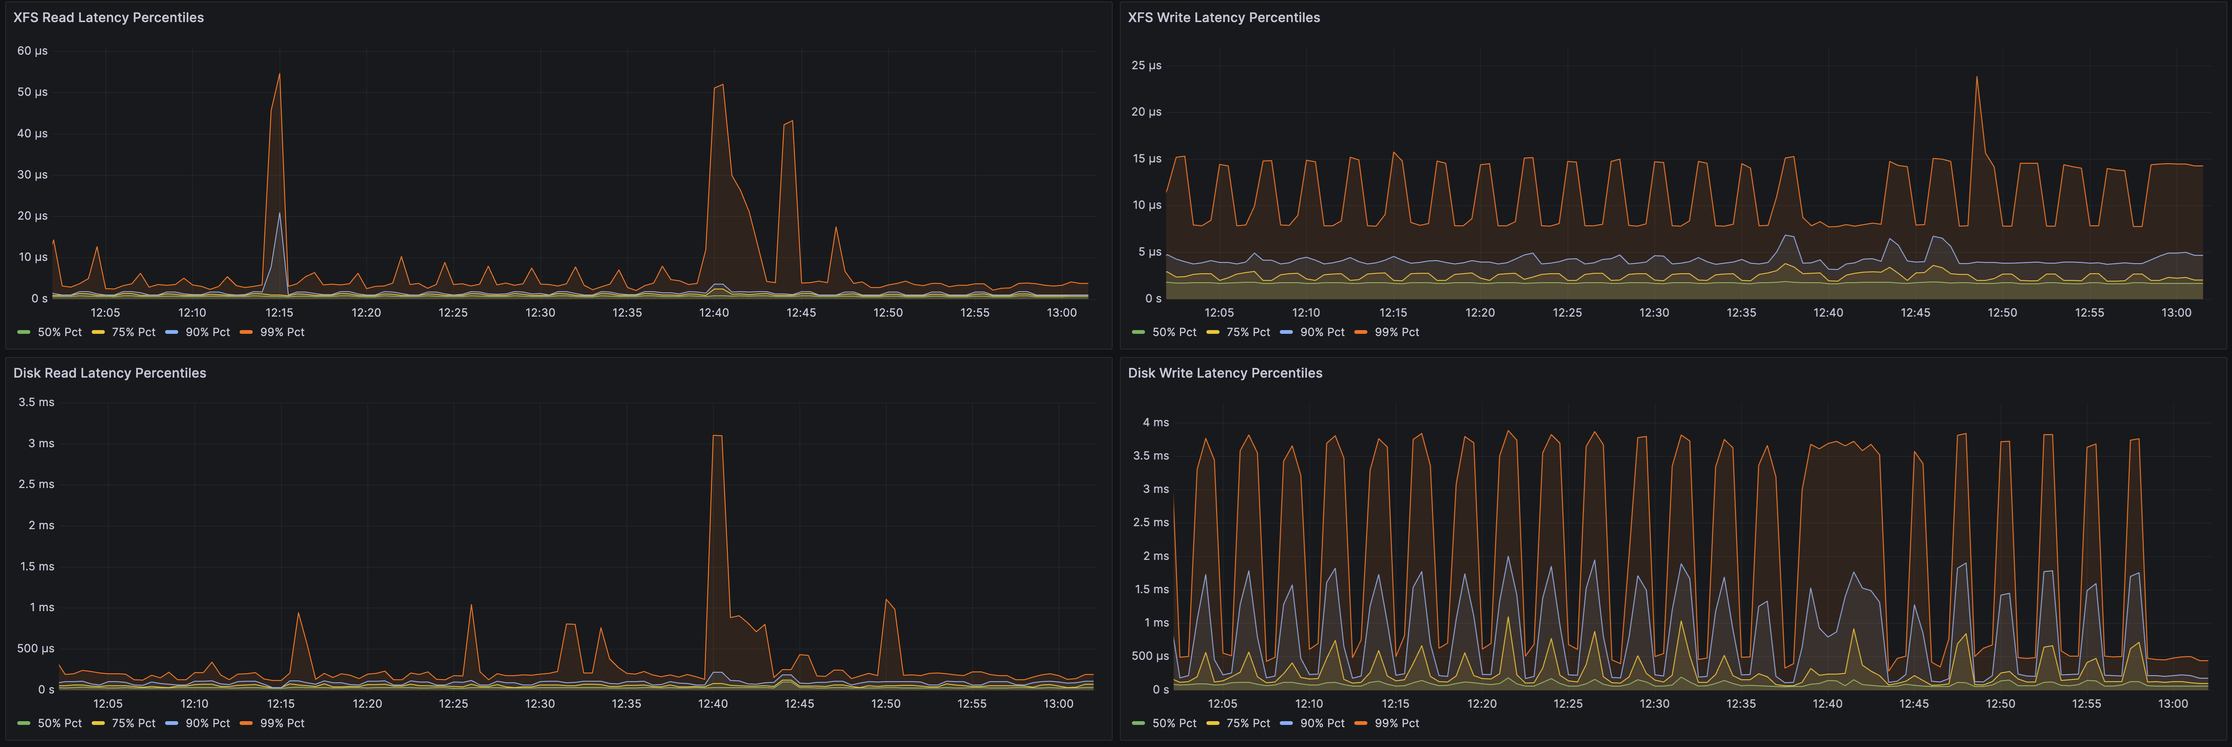 XFS Read Latency Percentiles
60 µs
50 µs
40 µs
30 µs
20 µs
10 µs
0 s
12:05 12:10 12:15 12:20 12:25 12:30 12:35 12:40 12:45 12:50 12:55 13:00
50% Pct 75% Pct 90% Pct 99% Pct
XFS Write Latency Percentiles
25 µs
20 µs
15 µs
10 µs
5 µs
0 s
12:05 12:10 12:15 12:20 12:25 12:30 12:35 12:40 12:45 12:50 12:55 13:00
50% Pct 75% Pct 90% Pct 99% Pct
Disk Read Latency Percentiles
3.5 ms
3 ms
2.5 ms
2 ms
1.5 ms
1 ms
500 µs
0 s
12:05 12:10 12:15 12:20 12:25 12:30 12:35 12:40 12:45 12:50 12:55 13:00
50% Pct 75% Pct 90% Pct 99% Pct
Disk Write Latency Percentiles
4 ms
3.5 ms
3 ms
2.5 ms
2 ms
1.5 ms
1 ms
500 µs
0 s
12:05 12:10 12:15 12:20 12:25 12:30 12:35 12:40 12:45 12:50 12:55 13:00
50% Pct 75% Pct 90% Pct 99% Pct